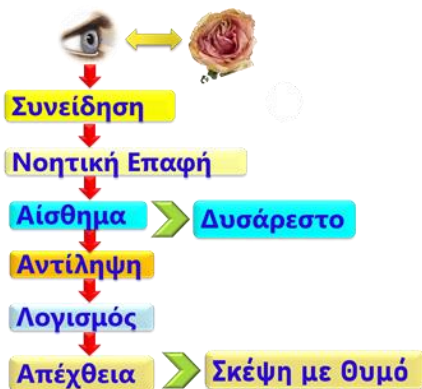 Συνείδηση
Νοητική Επαφή
Αίσθημα Δυσάρεστο
Αντίληψη
Λογισμός
Απέχθεια Σκέψη με Θυμό